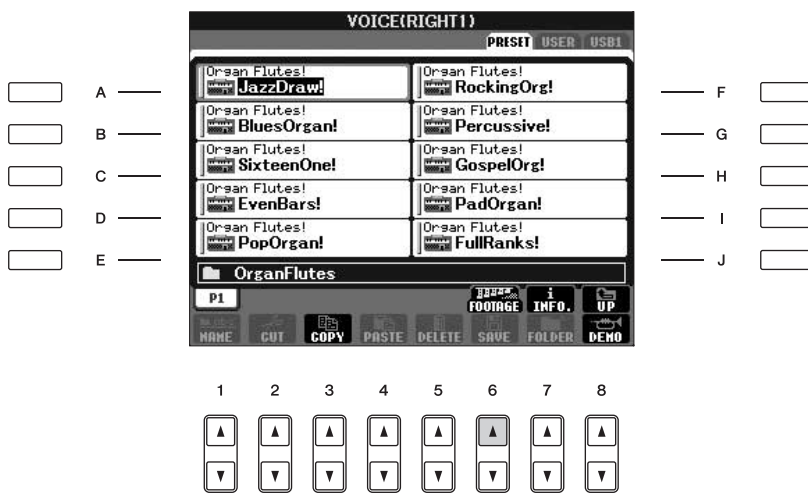 VOICE(RIGHT1)
PRESET USER USB1
Organ Flutes!
JazzDraw!
Organ Flutes!
RockingOrg!
Organ Flutes!
BluesOrgan!
Organ Flutes!
Percussive!
Organ Flutes!
SixteenOne!
Organ Flutes!
GospelOrg!
Organ Flutes!
EvenBars!
Organ Flutes!
PadOrgan!
Organ Flutes!
PopOrgan!
Organ Flutes!
FullRanks!
A
B
C
D
E
F
G
H
I
J
OrganFlutes
P1
FOOTAGE INFO. UP
NAME CUT COPY PASTE DELETE SAVE FOLDER DEMO
1 2 3 4 5 6 7 8